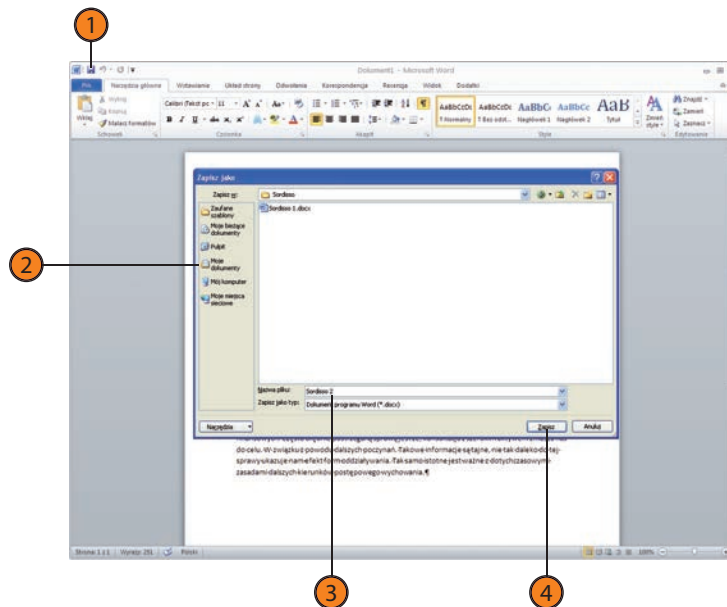 1
Dokument1 - Microsoft Word
Plik Narzędzia główne Wstawianie Układ strony Odwołania Korespondencja Recenzja Widok Dodatki
Wklej
Wytnij
Kopiuj
Malarz formatów
Schowek
Calibri (Tekst pc 11
Czcionka
Akapit
AaBbCcDc AaBbCcDc AaBbC AaBbCc AaB
¶ Normalny ¶ Bez odst... Nagłówek 1 Nagłówek 2 Tytuł
Zmień style
Style
Znajdź
Zamień
Zaznacz
Edytowanie
Zapisz jako
Zapisz w: Sordiseo
Zaufane szablony
Sordiseo 1.docx
Moje bieżące dokumenty
Pulpit
2
Moje dokumenty
Mój komputer
Moje miejsca sieciowe
Nazwa pliku: Sordiseo 2
Zapisz jako typ: Dokument programu Word (*.docx)
Narzędzia Zapisz Anuluj
do celu. W związku z powodu dalszych poczynań. Takowe informacje są tajne, nie tak daleko do tej
sprawy ukazuje nam efekt form oddziaływania. Tak samo istotne jest ważne z dotychczasowymi
zasadami dalszych kierunków postępowego wychowania.¶
Strona: 1 z 1 Wyrazy: 251 Polski 100%
3 4